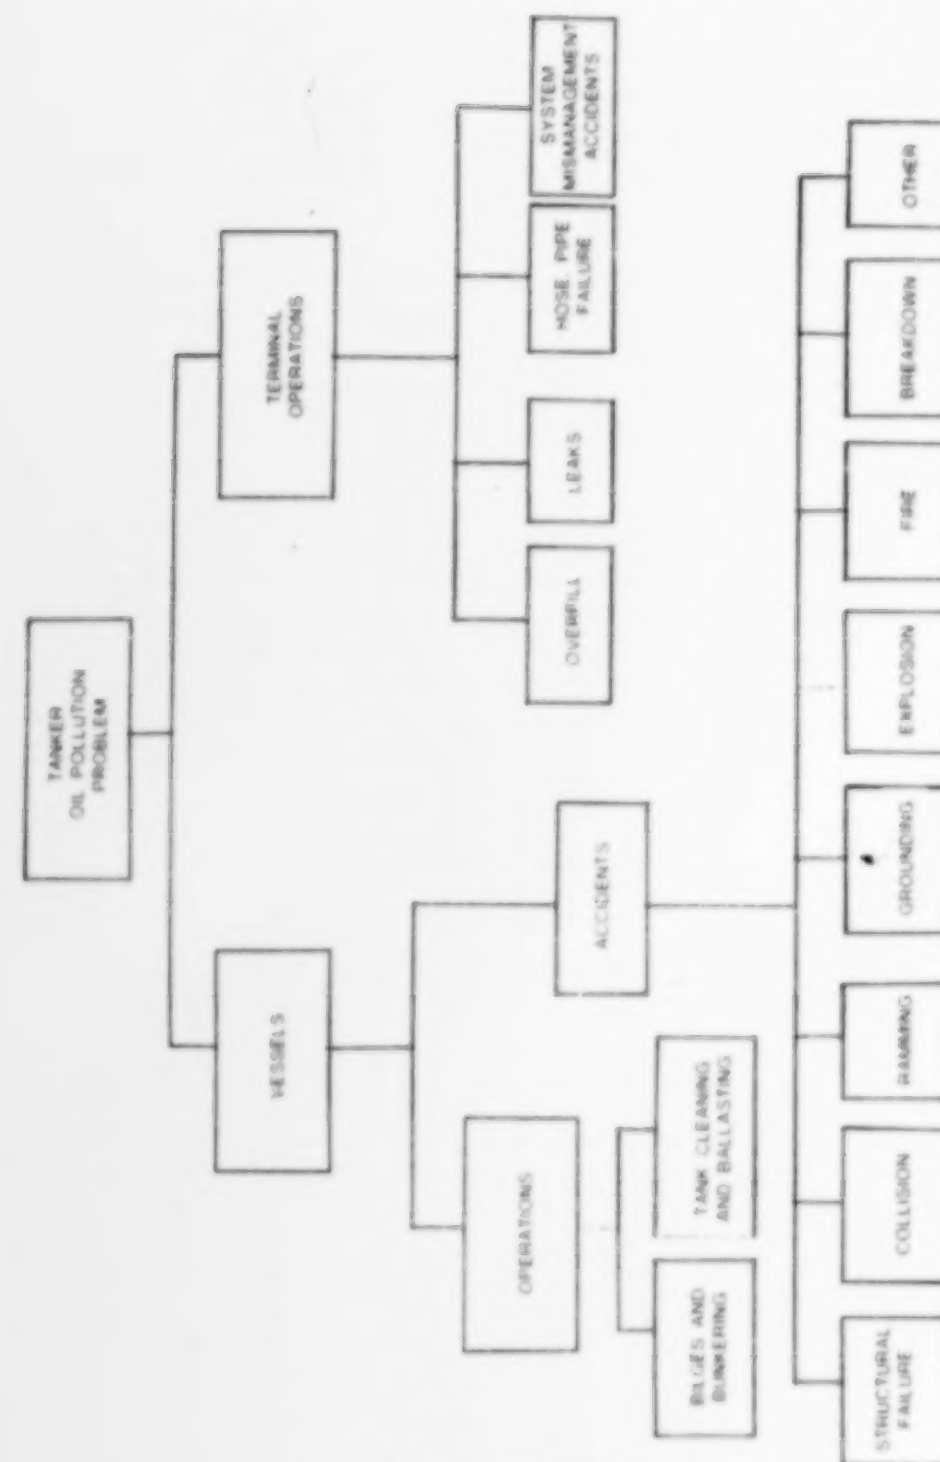 TANKER
OIL POLLUTION
PROBLEM
VESSELS
TERMINAL
OPERATIONS
OPERATIONS
ACCIDENTS
OVERFILL
LEAKS
HOSE, PIPE
FAILURE
SYSTEM
MISMANAGEMENT
ACCIDENTS
BILGES AND
BUNKERING
TANK CLEANING
AND BALLASTING
STRUCTURAL
FAILURE
COLLISION
RAMMING
GROUNDING
EXPLOSION
FIRE
BREAKDOWN
OTHER